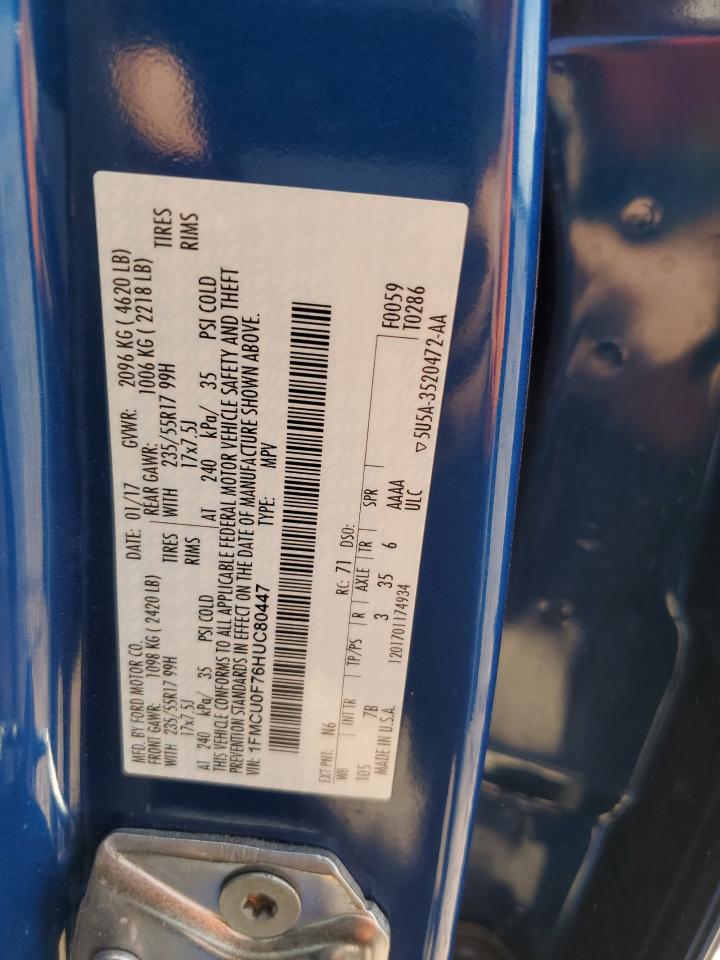 MFD. BY FORD MOTOR CO. DATE: 01/17 GVWR: 2096 KG ( 4620 LB)
FRONT GAWR: 1098 KG ( 2420 LB) REAR GAWR: 1006 KG ( 2218 LB)
WITH 235/55R17 99H TIRES WITH 235/55R17 99H TIRES
17x7.5J RIMS 17x7.5J RIMS
AT 240 kPa/ 35 PSI COLD AT 240 kPa/ 35 PSI COLD
THIS VEHICLE CONFORMS TO ALL APPLICABLE FEDERAL MOTOR VEHICLE SAFETY AND THEFT
PREVENTION STANDARDS IN EFFECT ON THE DATE OF MANUFACTURE SHOWN ABOVE.
VIN: 1FMCU0F76HUC80447 TYPE: MPV
EXT PNT: N6 RC: 71 DSO: F0059
WB INT TR TP/PS R AXLE TR SPR T0286
105 7B 3 35 6 AAAA ▽5U5A-3520472-AA
MADE IN U.S.A. 1201701174934 ULC